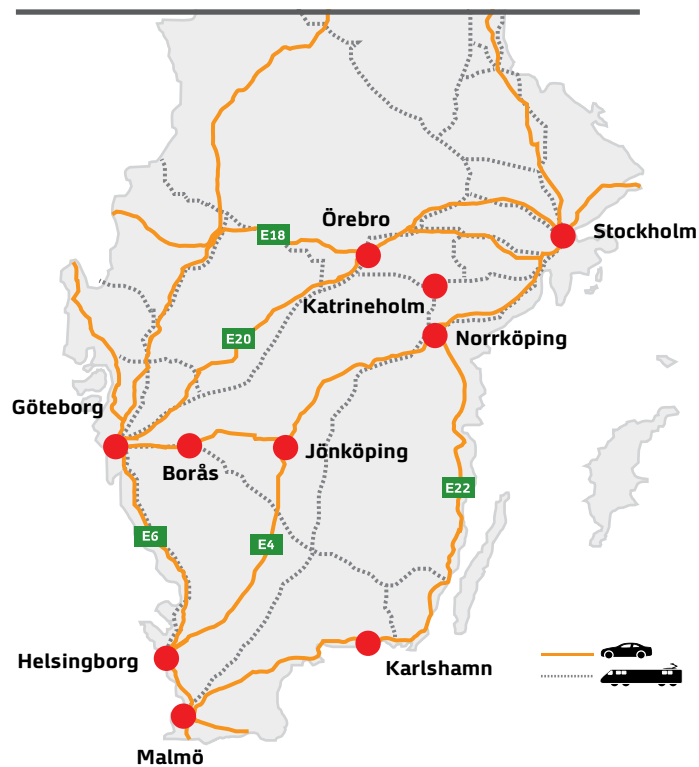 Örebro
E18
Stockholm
Katrineholm
E20
Norrköping
Göteborg
Jönköping
Borås
E22
E6
E4
Helsingborg
Karlshamn
Malmö